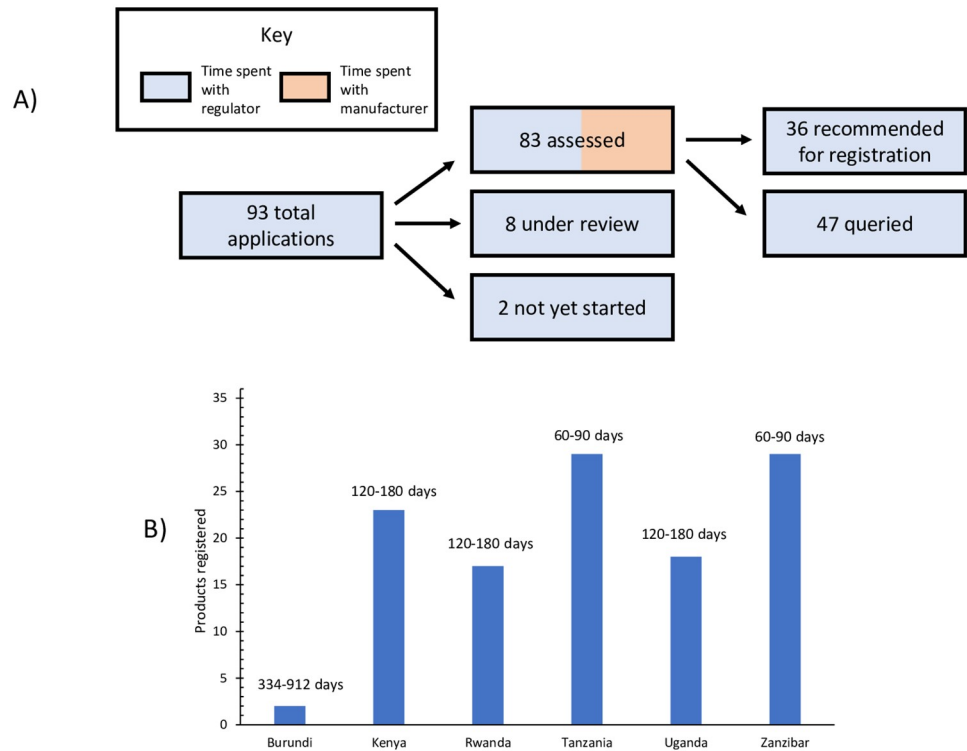 A)
Key
Time spent
with
regulator
Time spent
with
manufacturer
93 total
applications
83 assessed
8 under review
2 not yet started
36 recommended
for registration
47 queried
B)
Products registered
35
30
25
20
15
10
5
0
334-912 days
120-180 days
120-180 days
60-90 days
120-180 days
60-90 days
Burundi
Kenya
Rwanda
Tanzania
Uganda
Zanzibar